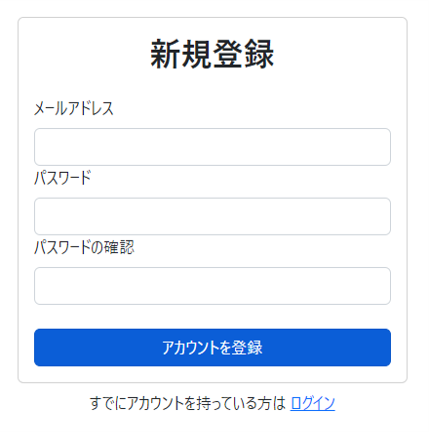 新規登録
メールアドレス
パスワード
パスワードの確認
アカウントを登録
すでにアカウントを持っている方は ログイン